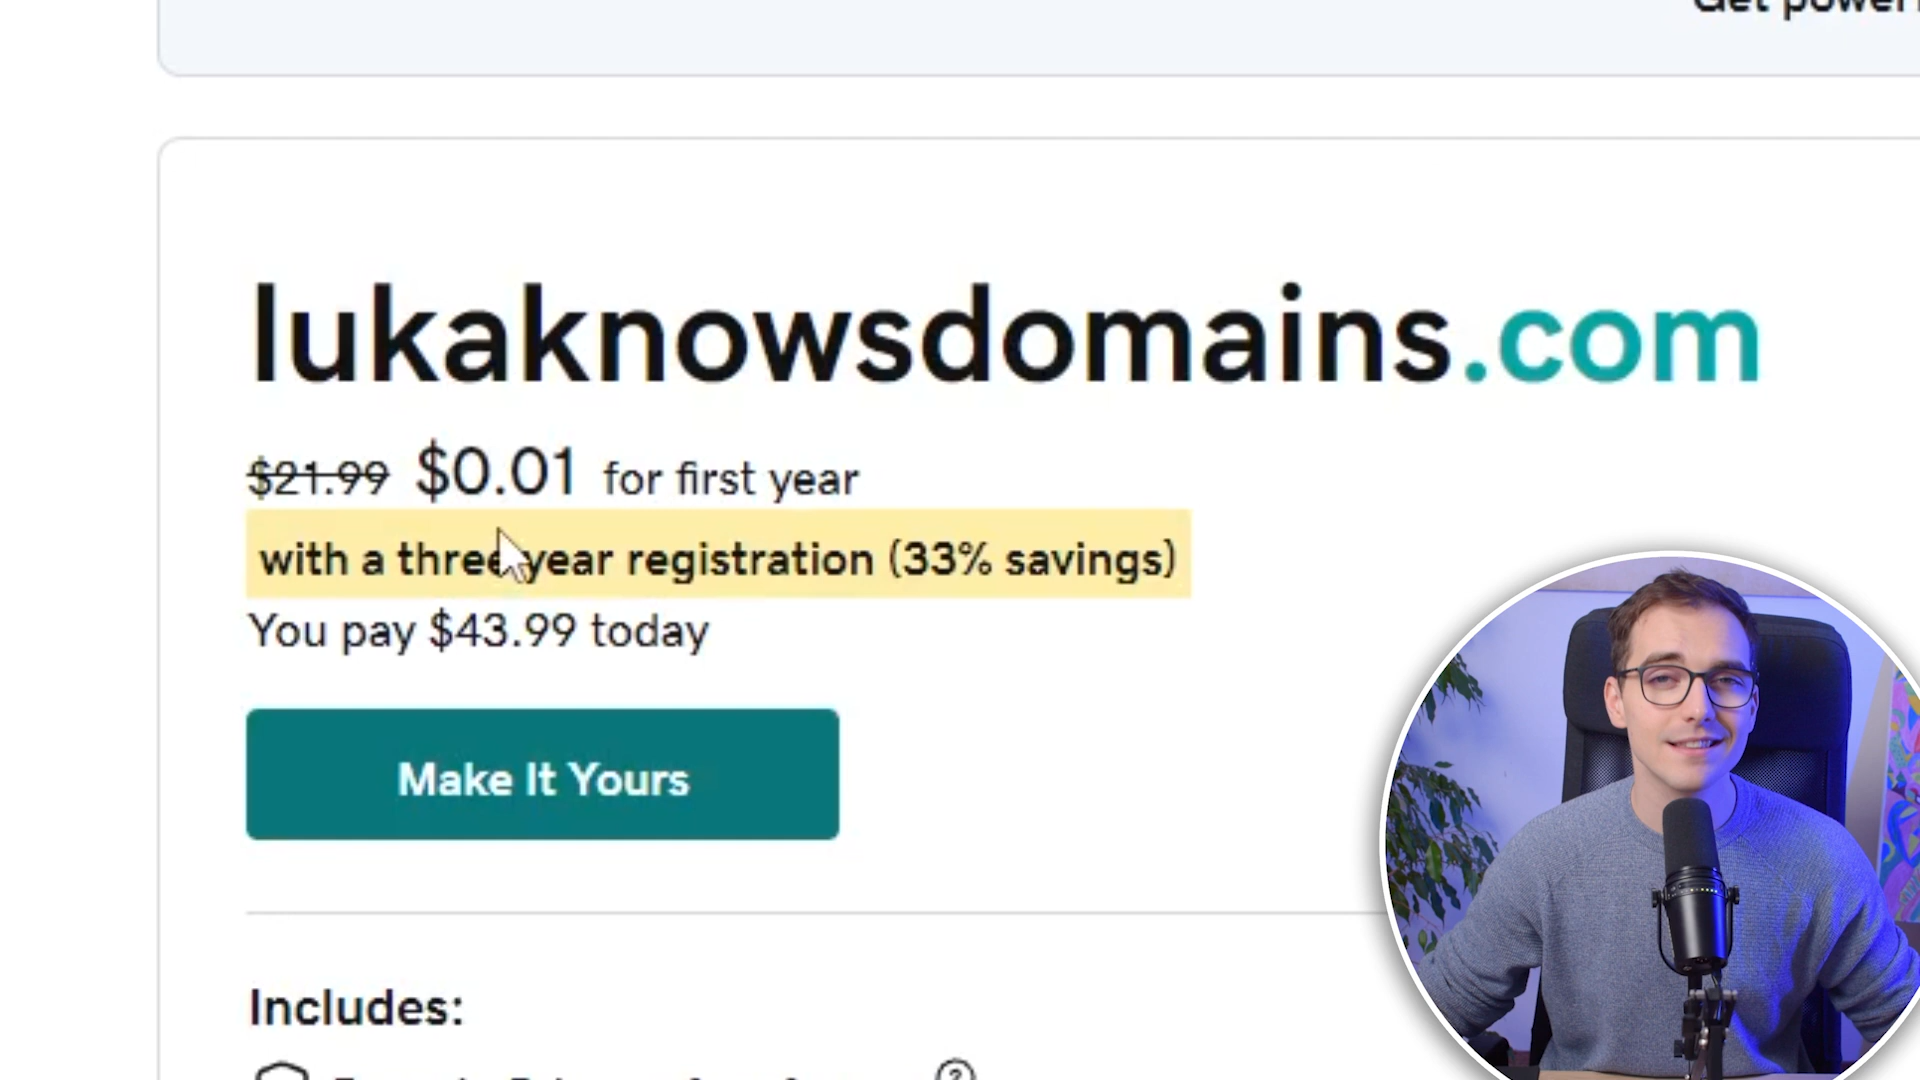 lukaknowsdomains.com
$21.99 $0.01 for first year
with a three-year registration (33% savings)
You pay $43.99 today
Make It Yours
Includes: